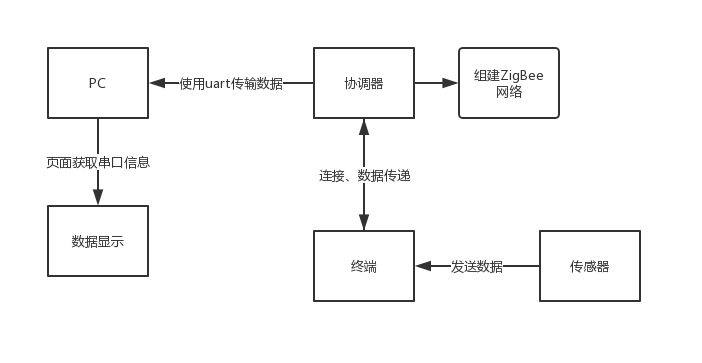 PC
使用uart传输数据
协调器
组建ZigBee
网络
页面获取串口信息
连接、数据传递
数据显示
终端
发送数据
传感器